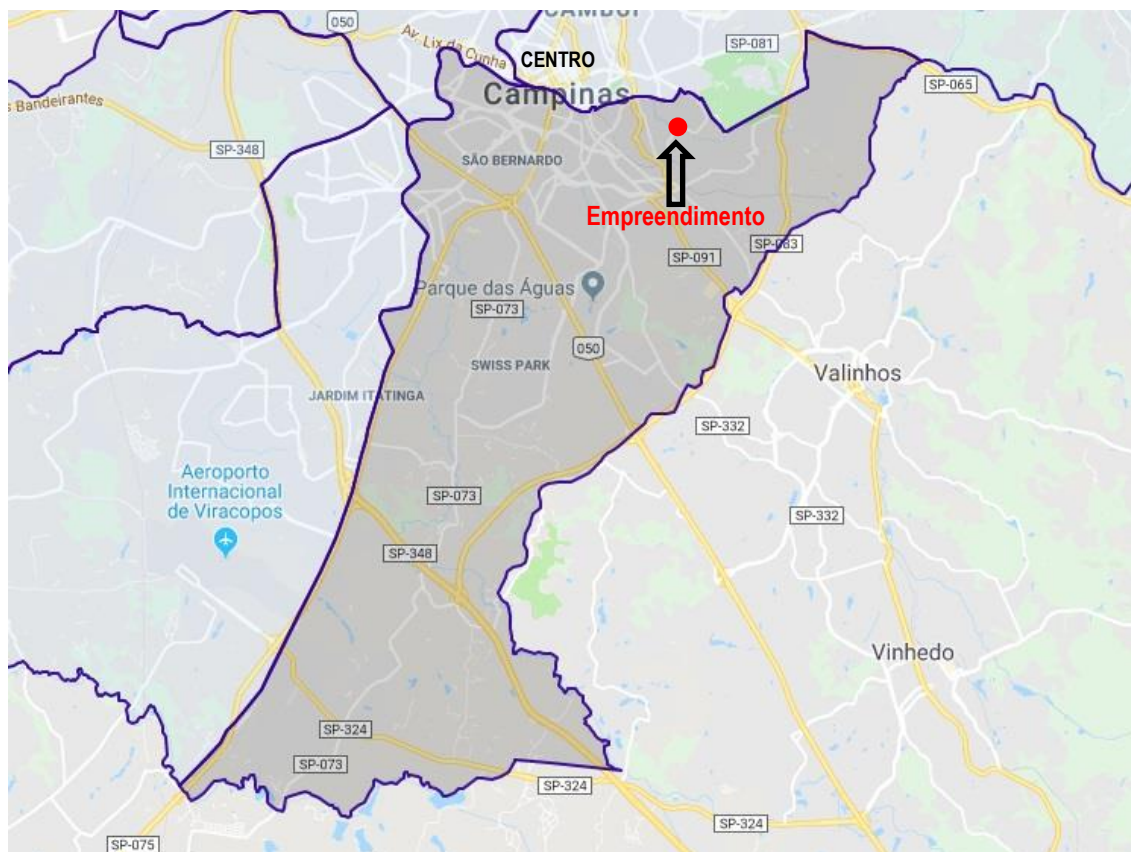 CAMBUÍ
050
Av. Lix da Cunha
SP-081
CENTRO
SP-065
Campinas
s Bandeirantes
SP-348
SÃO BERNARDO
Empreendimento
SP-083
SP-091
Parque das Águas
SP-073
050
SWISS PARK
Valinhos
JARDIM ITATINGA
SP-332
Aeroporto
Internacional
de Viracopos
SP-073
SP-332
SP-348
Vinhedo
SP-324
SP-073
SP-324
SP-324
SP-075